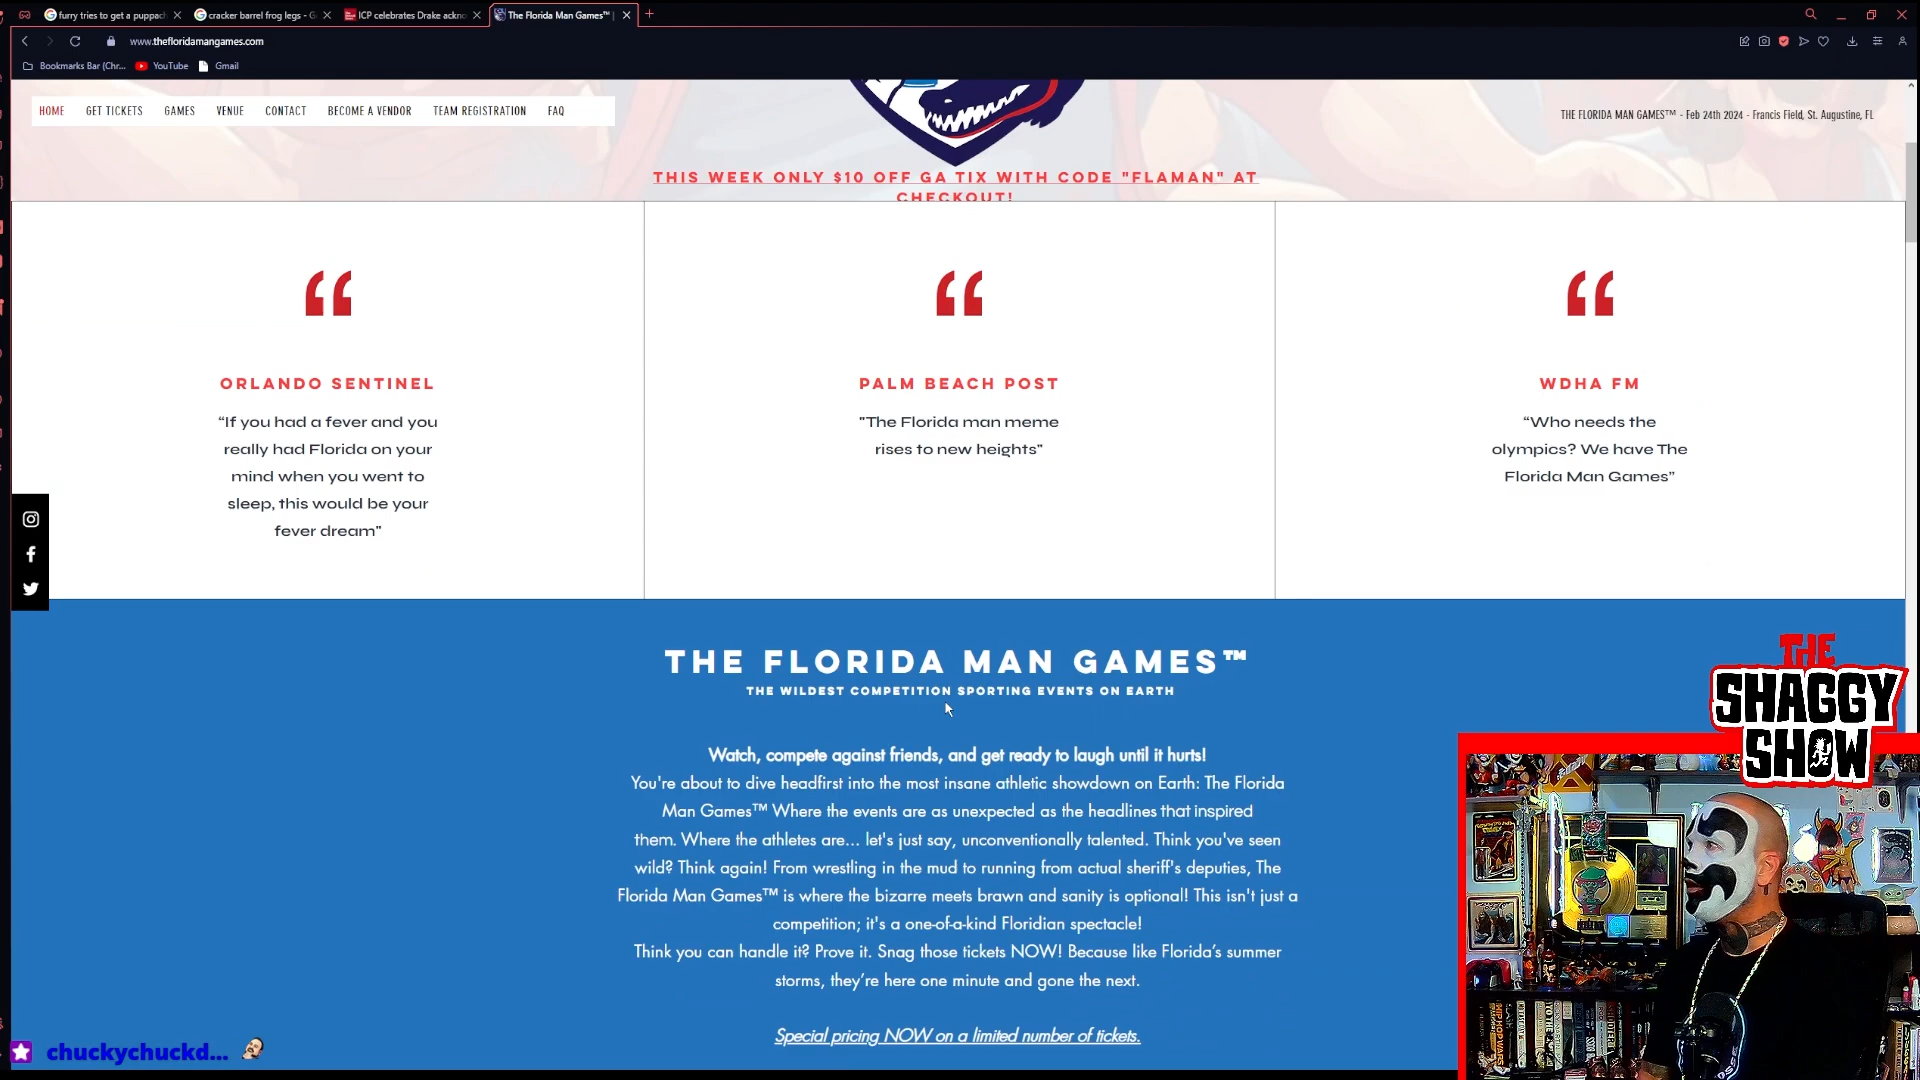 furry tries to get a puppach
cracker barrel frog legs - G
ICP celebrates Drake ackno
The Florida Man Games™ |
www.thefloridamangames.com
Bookmarks Bar (Chr...
YouTube
Gmail
HOME
GET TICKETS
GAMES
VENUE
CONTACT
BECOME A VENDOR
TEAM REGISTRATION
FAQ
THE FLORIDA MAN GAMES™ - Feb 24th 2024 - Francis Field, St. Augustine, FL
THIS WEEK ONLY $10 OFF GA TIX WITH CODE "FLAMAN" AT
CHECKOUT!
ORLANDO SENTINEL
“If you had a fever and you
really had Florida on your
mind when you went to
sleep, this would be your
fever dream"
PALM BEACH POST
"The Florida man meme
rises to new heights"
WDHA FM
“Who needs the
olympics? We have The
Florida Man Games”
THE FLORIDA MAN GAMES™
THE WILDEST COMPETITION SPORTING EVENTS ON EARTH
Watch, compete against friends, and get ready to laugh until it hurts!
You're about to dive headfirst into the most insane athletic showdown on Earth: The Florida
Man Games™ Where the events are as unexpected as the headlines that inspired
them. Where the athletes are... let's just say, unconventionally talented. Think you've seen
wild? Think again! From wrestling in the mud to running from actual sheriff's deputies, The
Florida Man Games™ is where the bizarre meets brawn and sanity is optional! This isn't just a
competition; it's a one-of-a-kind Floridian spectacle!
Think you can handle it? Prove it. Snag those tickets NOW! Because like Florida’s summer
storms, they’re here one minute and gone the next.
Special pricing NOW on a limited number of tickets.
THE
SHAGGY
SHOW
chuckychuckd...